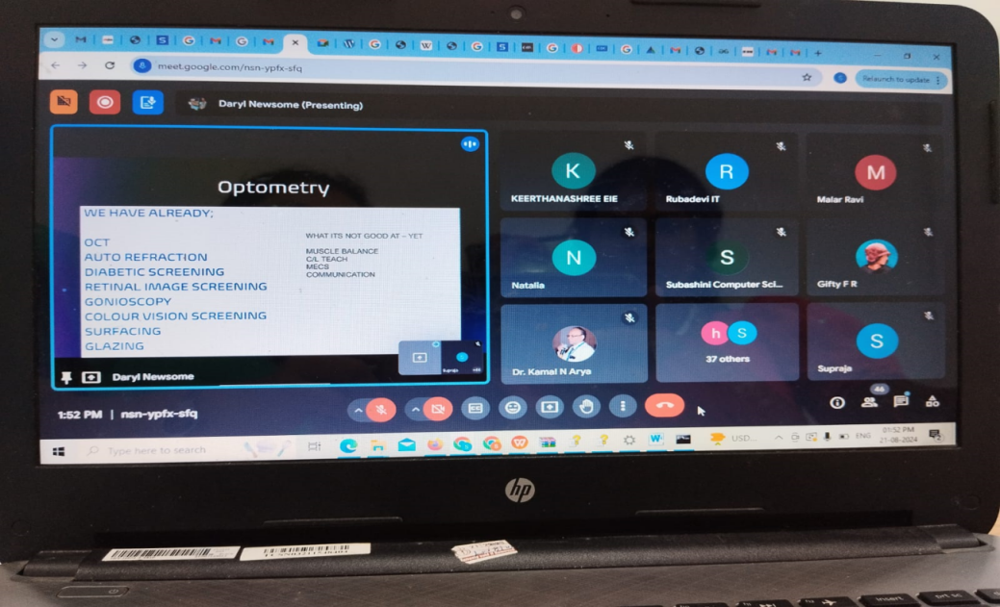 meet.google.com/nsn-ypfx-sfq
Relaunch to update
Daryl Newsome (Presenting)
Optometry
WE HAVE ALREADY;
OCT
AUTO REFRACTION
DIABETIC SCREENING
RETINAL IMAGE SCREENING
GONIOSCOPY
COLOUR VISION SCREENING
SURFACING
GLAZING
WHAT ITS NOT GOOD AT – YET
MUSCLE BALANCE
C/L TEACH
MECS
COMMUNICATION
Supraja
Daryl Newsome
K
KEERTHANASHREE EIE
R
Rubadevi IT
M
Malar Ravi
N
Natalia
S
Subashini Computer Sci...
Gifty F R
Dr. Kamal N Arya
h S
37 others
S
Supraja
1:52 PM | nsn-ypfx-sfq
46
Type here to search
USD...
ENG
01:52 PM
21-08-2024
hp
insert
prt sc